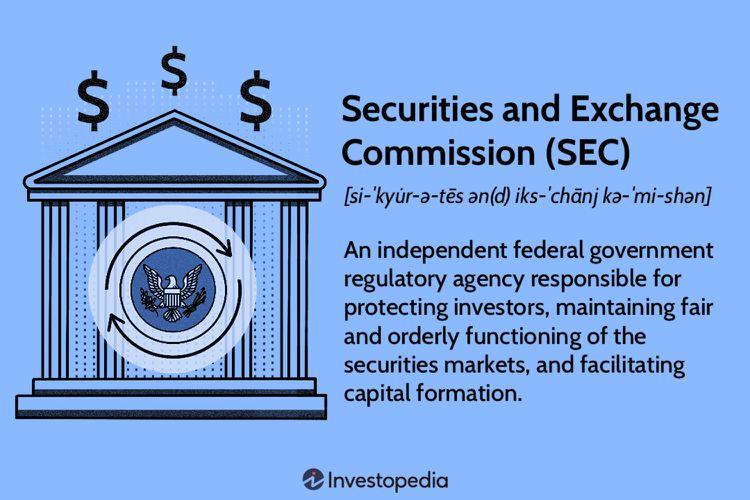 $ $ $
Securities and Exchange
Commission (SEC)
[si-ˈkyu̇r-ə-tēs ən(d) iks-ˈchānj kə-ˈmi-shən]
An independent federal government
regulatory agency responsible for
protecting investors, maintaining fair
and orderly functioning of the
securities markets, and facilitating
capital formation.
Investopedia